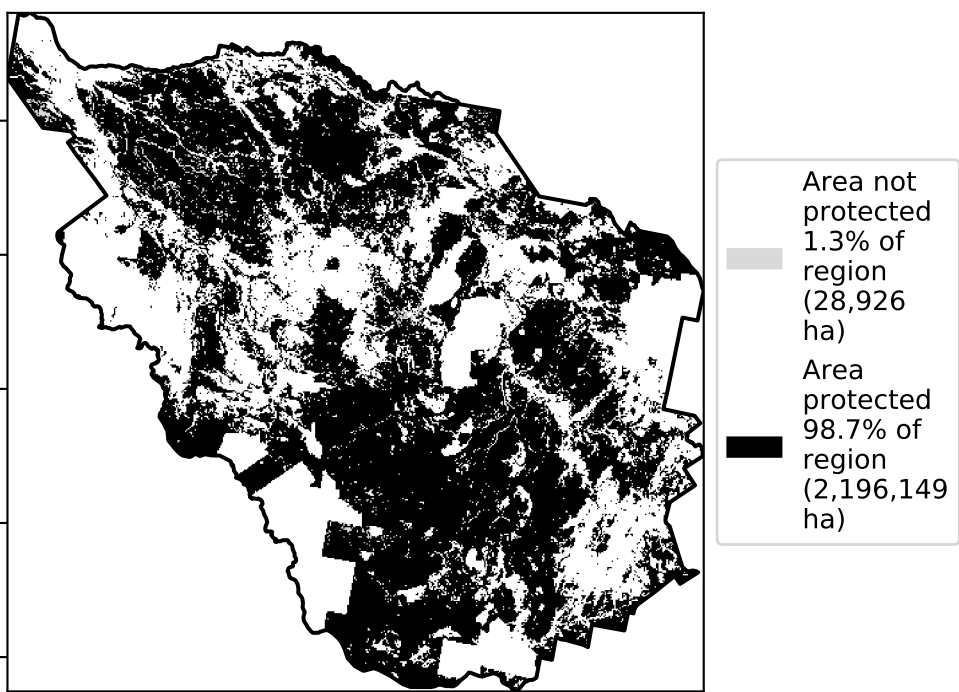 Area not
protected
1.3% of
region
(28,926
ha)
Area
protected
98.7% of
region
(2,196,149
ha)